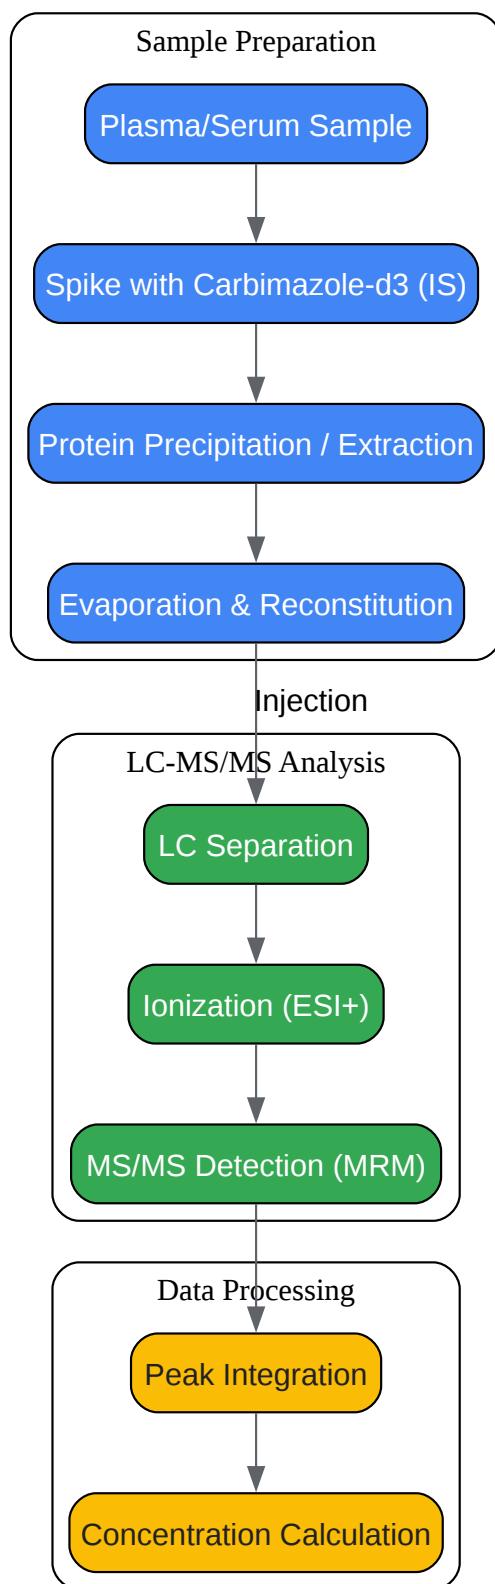 Sample Preparation
Plasma/Serum Sample
Spike with Carbimazole-d3 (IS)
Protein Precipitation / Extraction
Evaporation & Reconstitution
Injection
LC-MS/MS Analysis
LC Separation
Ionization (ESI+)
MS/MS Detection (MRM)
Data Processing
Peak Integration
Concentration Calculation